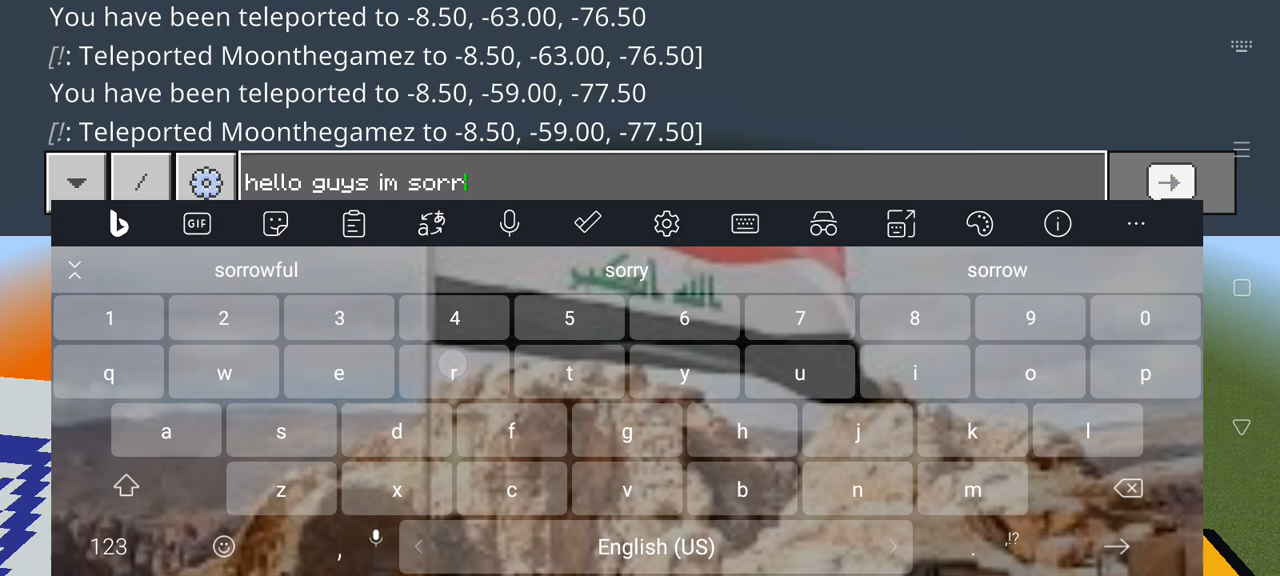 You have been teleported to -8.50, -63.00, -76.50
[!: Teleported Moonthegamez to -8.50, -63.00, -76.50]
You have been teleported to -8.50, -59.00, -77.50
[!: Teleported Moonthegamez to -8.50, -59.00, -77.50]
/ hello guys im sorr
GIF
sorrowful sorry sorrow
1 2 3 4 5 6 7 8 9 0
q w e r t y u i o p
a s d f g h j k l
z x c v b n m
123 , English (US) . ,!?